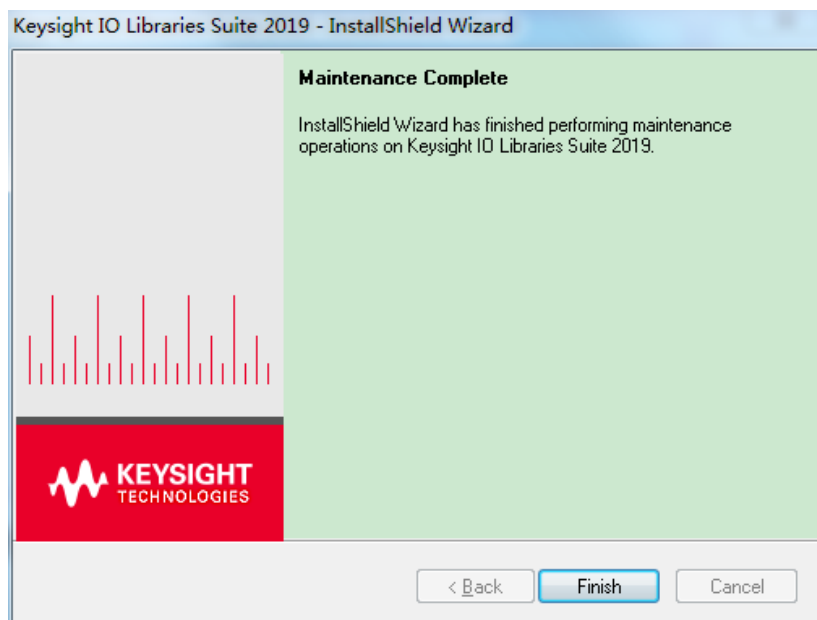 Keysight IO Libraries Suite 2019 - InstallShield Wizard
Maintenance Complete
InstallShield Wizard has finished performing maintenance
operations on Keysight IO Libraries Suite 2019.
KEYSIGHT
TECHNOLOGIES
< Back
Finish
Cancel